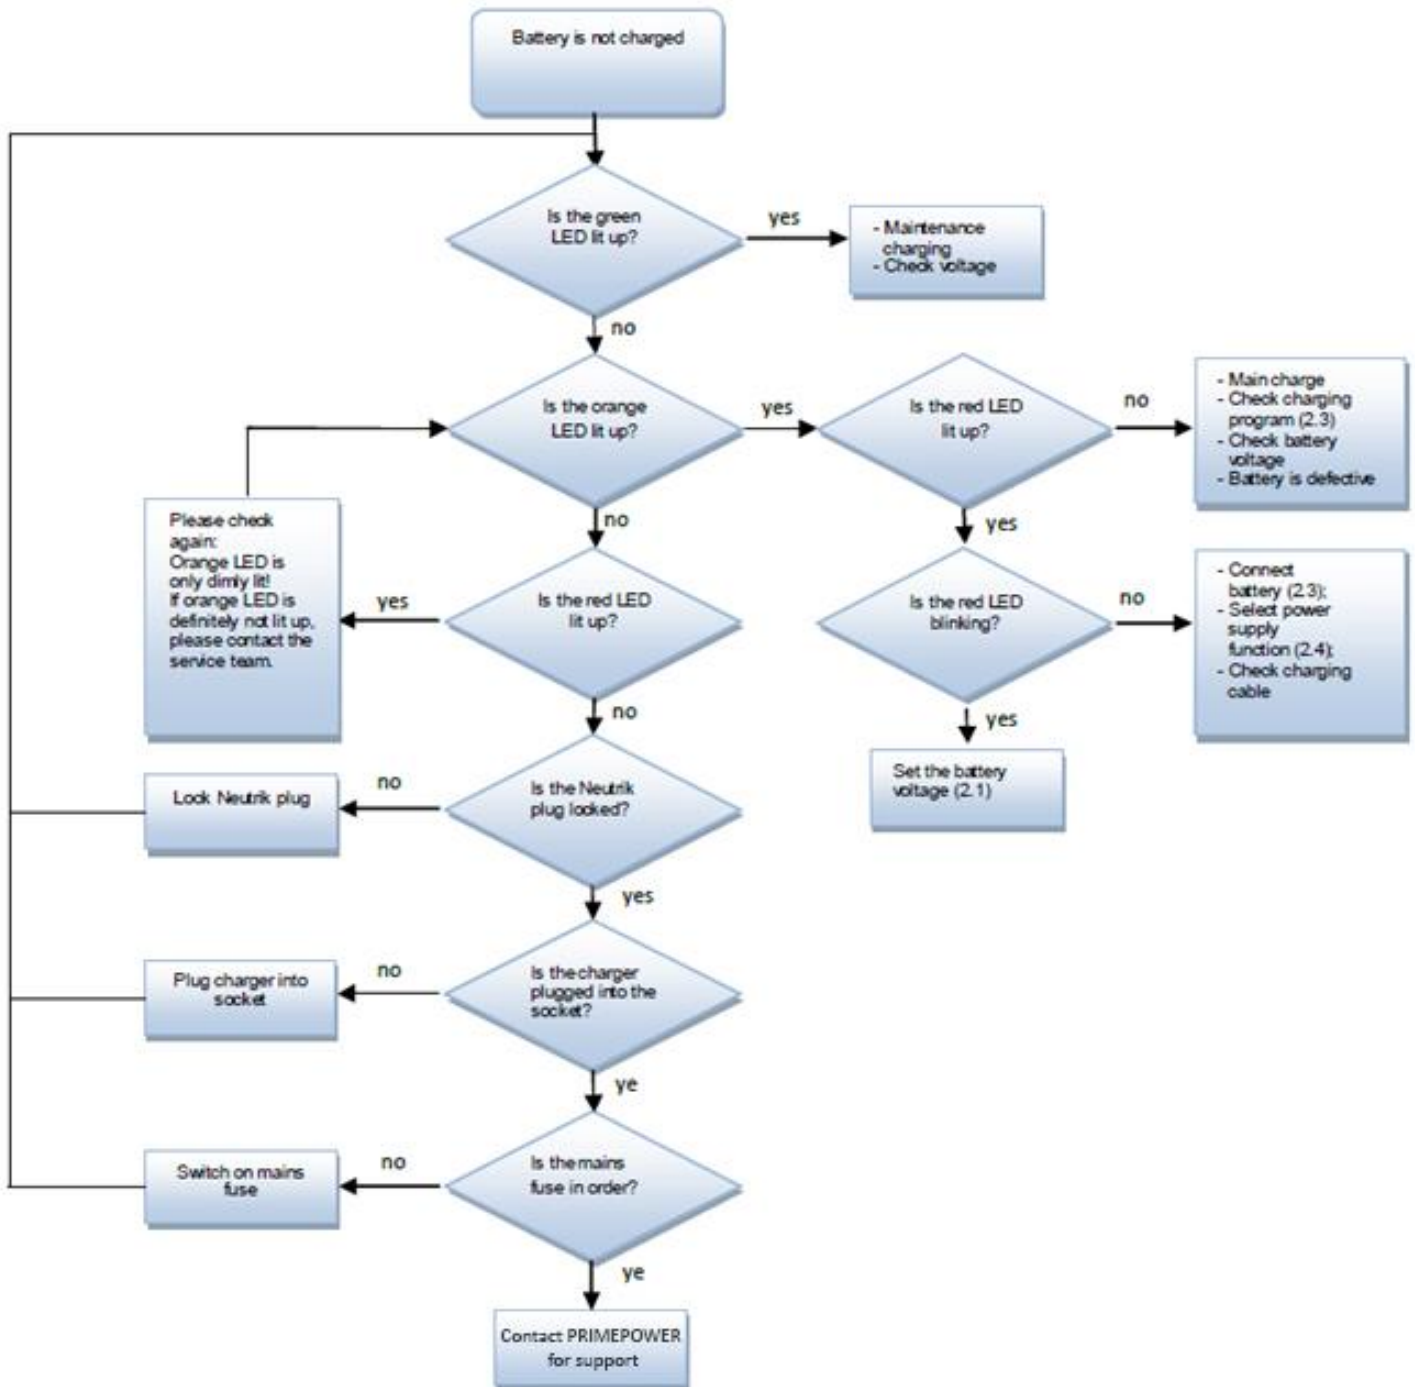 Battery is not charged
Is the green
LED lit up?
yes
- Maintenance
charging
- Check voltage
no
Is the orange
LED lit up?
yes
Is the red LED
lit up?
no
- Main charge
- Check charging
program (2.3)
- Check battery
voltage
- Battery is defective
Please check
again:
Orange LED is
only dimly lit!
If orange LED is
definitely not lit up,
please contact the
service team.
no
yes
yes
Is the red LED
lit up?
Is the red LED
blinking?
no
- Connect
battery (2.3);
- Select power
supply
function (2.4);
- Check charging
cable
no
yes
Set the battery
voltage (2.1)
Lock Neutrik plug
no
Is the Neutrik
plug locked?
yes
Plug charger into
socket
no
Is the charger
plugged into the
socket?
ye
Switch on mains
fuse
no
Is the mains
fuse in order?
ye
Contact PRIMEPOWER
for support